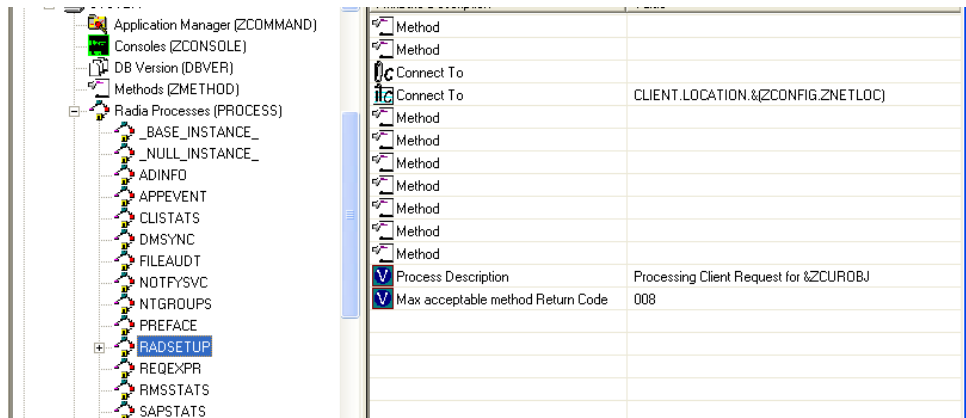 Application Manager (ZCOMMAND)
Consoles (ZCONSOLE)
DB Version (DBVER)
Methods (ZMETHOD)
Radia Processes (PROCESS)
_BASE_INSTANCE_
_NULL_INSTANCE_
ADINFO
APPEVENT
CLISTATS
DMSYNC
FILEAUDT
NOTFYSVC
NTGROUPS
PREFACE
RADSETUP
REQEXPR
RMSSTATS
SAPSTATS
Method
Method
Connect To
Connect To CLIENT.LOCATION.&(ZCONFIG.ZNETLOC)
Method
Method
Method
Method
Method
Method
Method
Process Description Processing Client Request for &ZCUROBJ
Max acceptable method Return Code 008